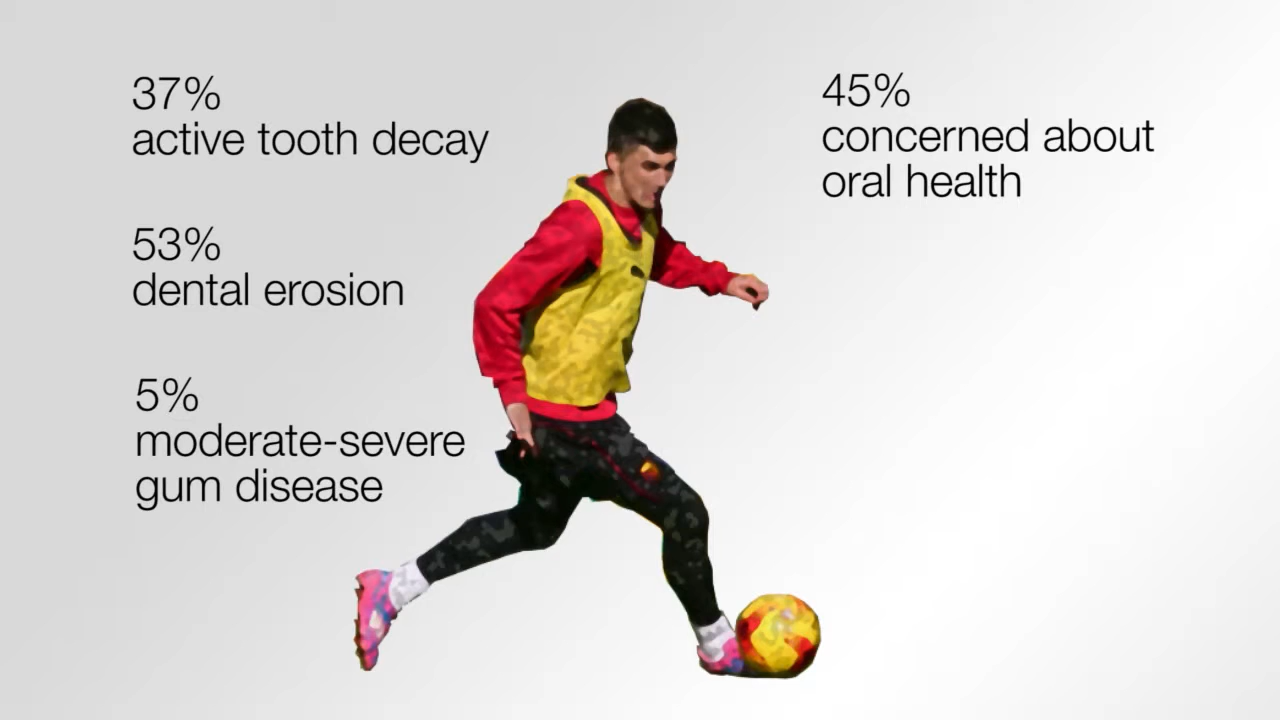 37%
active tooth decay
53%
dental erosion
5%
moderate-severe
gum disease
45%
concerned about
oral health